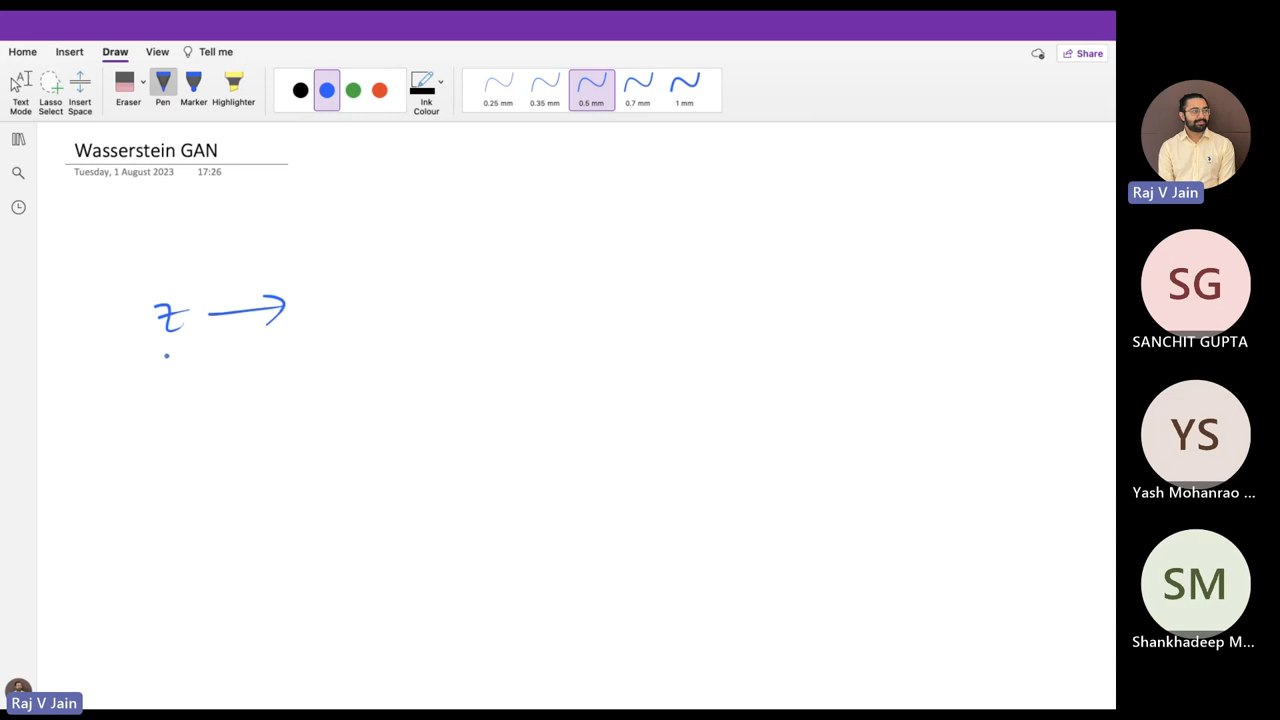 Home Insert Draw View Tell me Share
Text Mode Lasso Select Insert Space Eraser Pen Marker Highlighter Ink Colour 0.25 mm 0.35 mm 0.5 mm 0.7 mm 1 mm
Wasserstein GAN
Tuesday, 1 August 2023 17:26
z →
Raj V Jain
SG
SANCHIT GUPTA
YS
Yash Mohanrao ...
SM
Shankhadeep M...
Raj V Jain